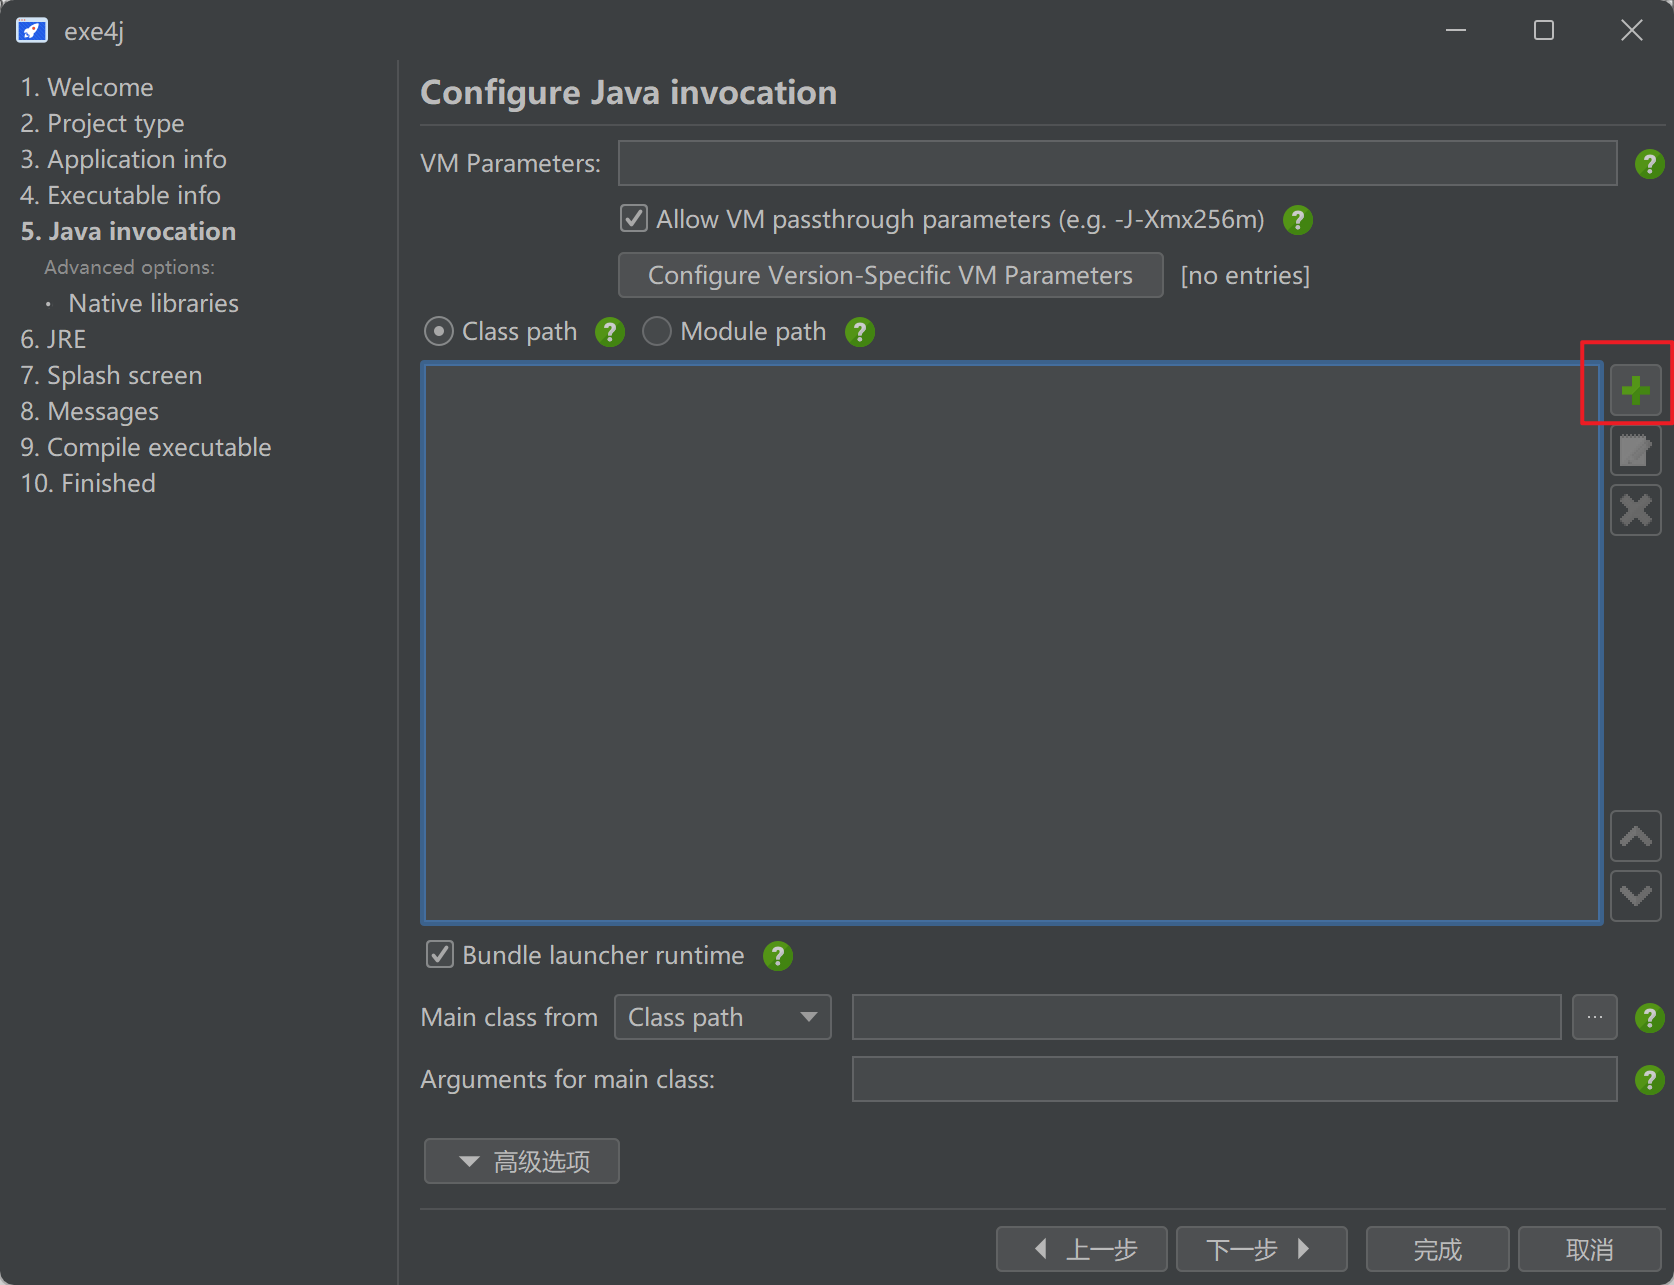 exe4j
1. Welcome
2. Project type
3. Application info
4. Executable info
5. Java invocation
Advanced options:
· Native libraries
6. JRE
7. Splash screen
8. Messages
9. Compile executable
10. Finished
Configure Java invocation
VM Parameters:
Allow VM passthrough parameters (e.g. -J-Xmx256m)
Configure Version-Specific VM Parameters [no entries]
Class path Module path
Bundle launcher runtime
Main class from Class path ...
Arguments for main class:
高级选项
上一步 下一步 完成 取消